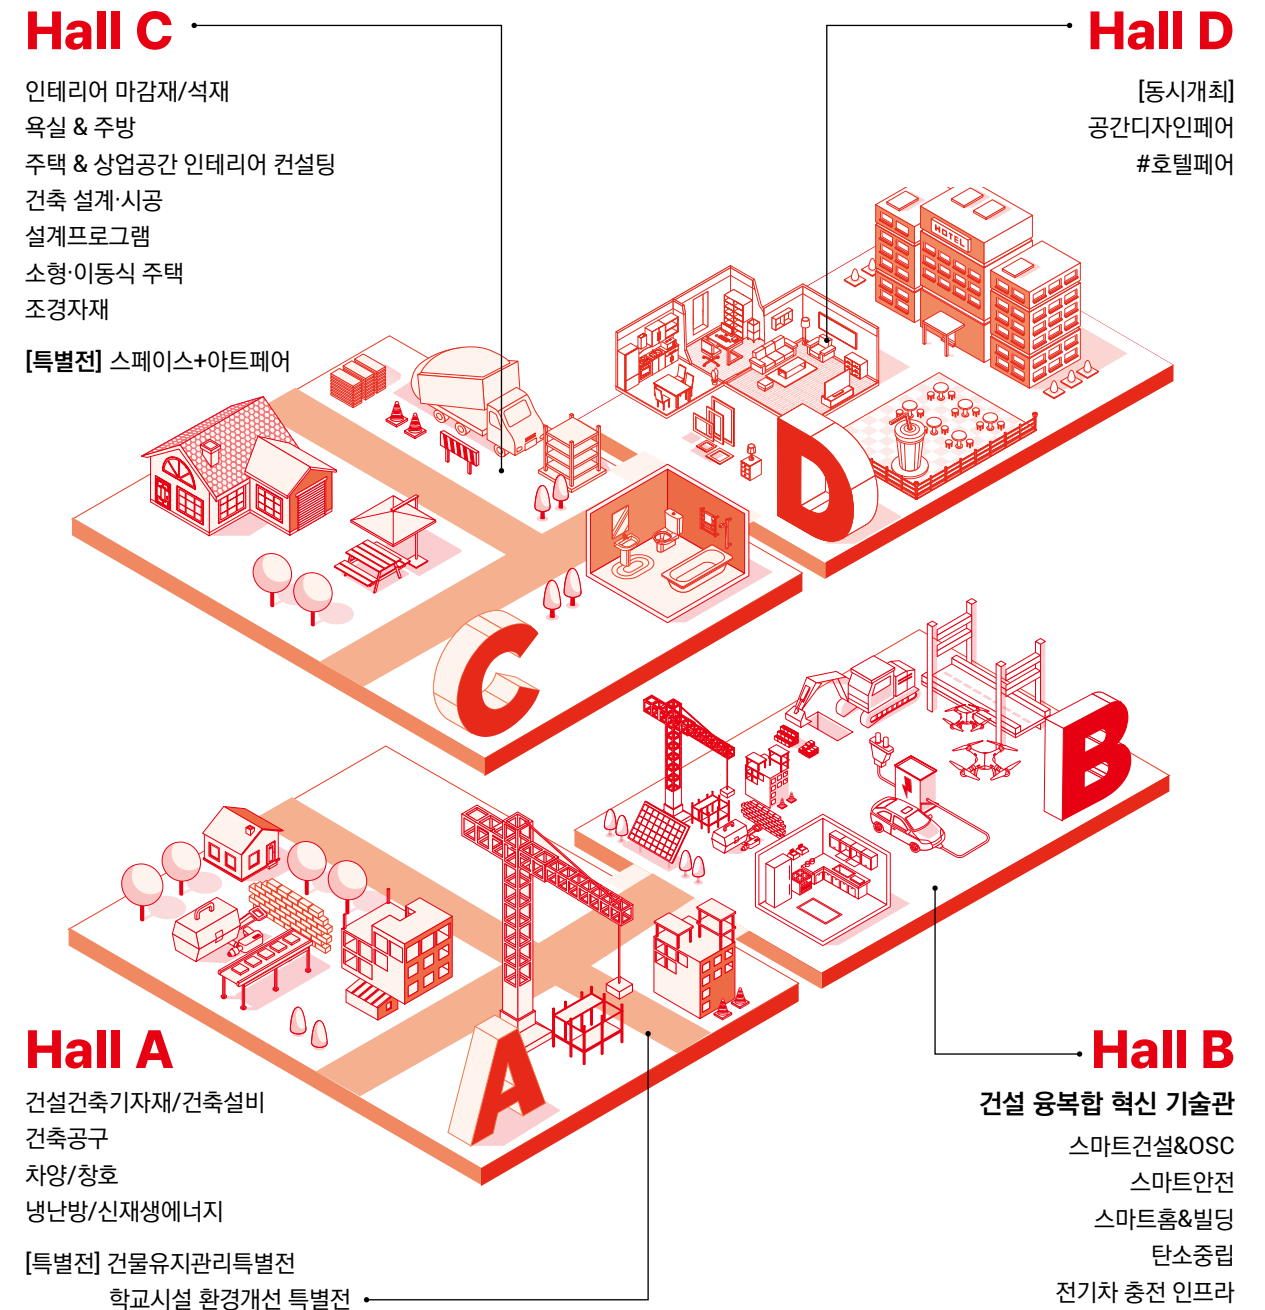 Hall C
인테리어 마감재/석재
욕실 & 주방
주택 & 상업공간 인테리어 컨설팅
건축 설계·시공
설계프로그램
소형·이동식 주택
조경자재
[특별전] 스페이스+아트페어
Hall D
[동시개최]
공간디자인페어
#호텔페어
HOTEL
D
C
B
A
Hall A
건설건축기자재/건축설비
건축공구
차양/창호
냉난방/신재생에너지
[특별전] 건물유지관리특별전
학교시설 환경개선 특별전
Hall B
건설 융복합 혁신 기술관
스마트건설&OSC
스마트안전
스마트홈&빌딩
탄소중립
전기차 충전 인프라